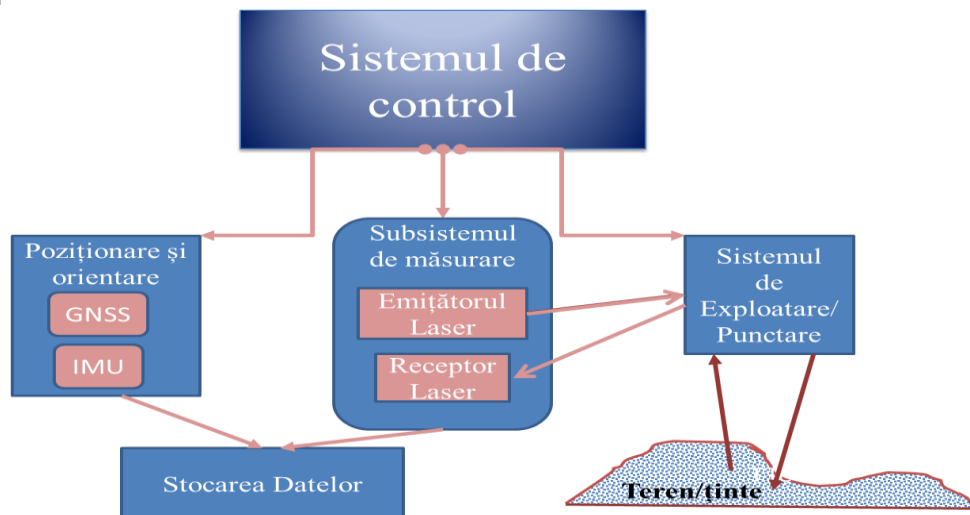 Sistemul de
control
Poziționare și
orientare
GNSS
IMU
Subsistemul
de măsurare
Emițătorul
Laser
Receptor
Laser
Sistemul
de
Exploatare/
Punctare
Stocarea Datelor
Teren/ținte